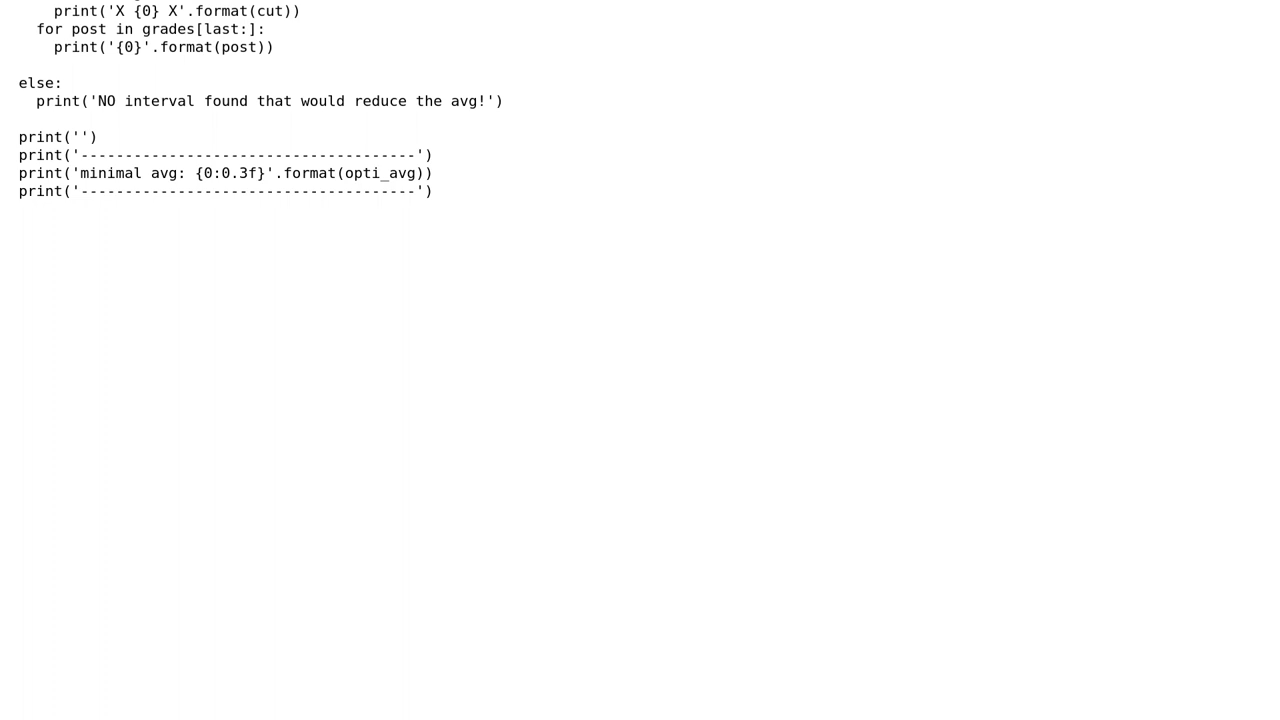 print('X {0} X'.format(cut))
  for post in grades[last:]:
    print('{0}'.format(post))

else:
  print('NO interval found that would reduce the avg!')

print('')
print('--------------------------------------')
print('minimal avg: {0:0.3f}'.format(opti_avg))
print('--------------------------------------')